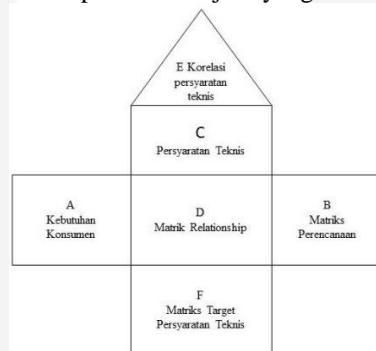 E Korelasi
persyaratan
teknis
C
Persyaratan Teknis
A
Kebutuhan
Konsumen
D
Matrik Relationship
B
Matriks
Perencanaan
F
Matriks Target
Persyaratan Teknis